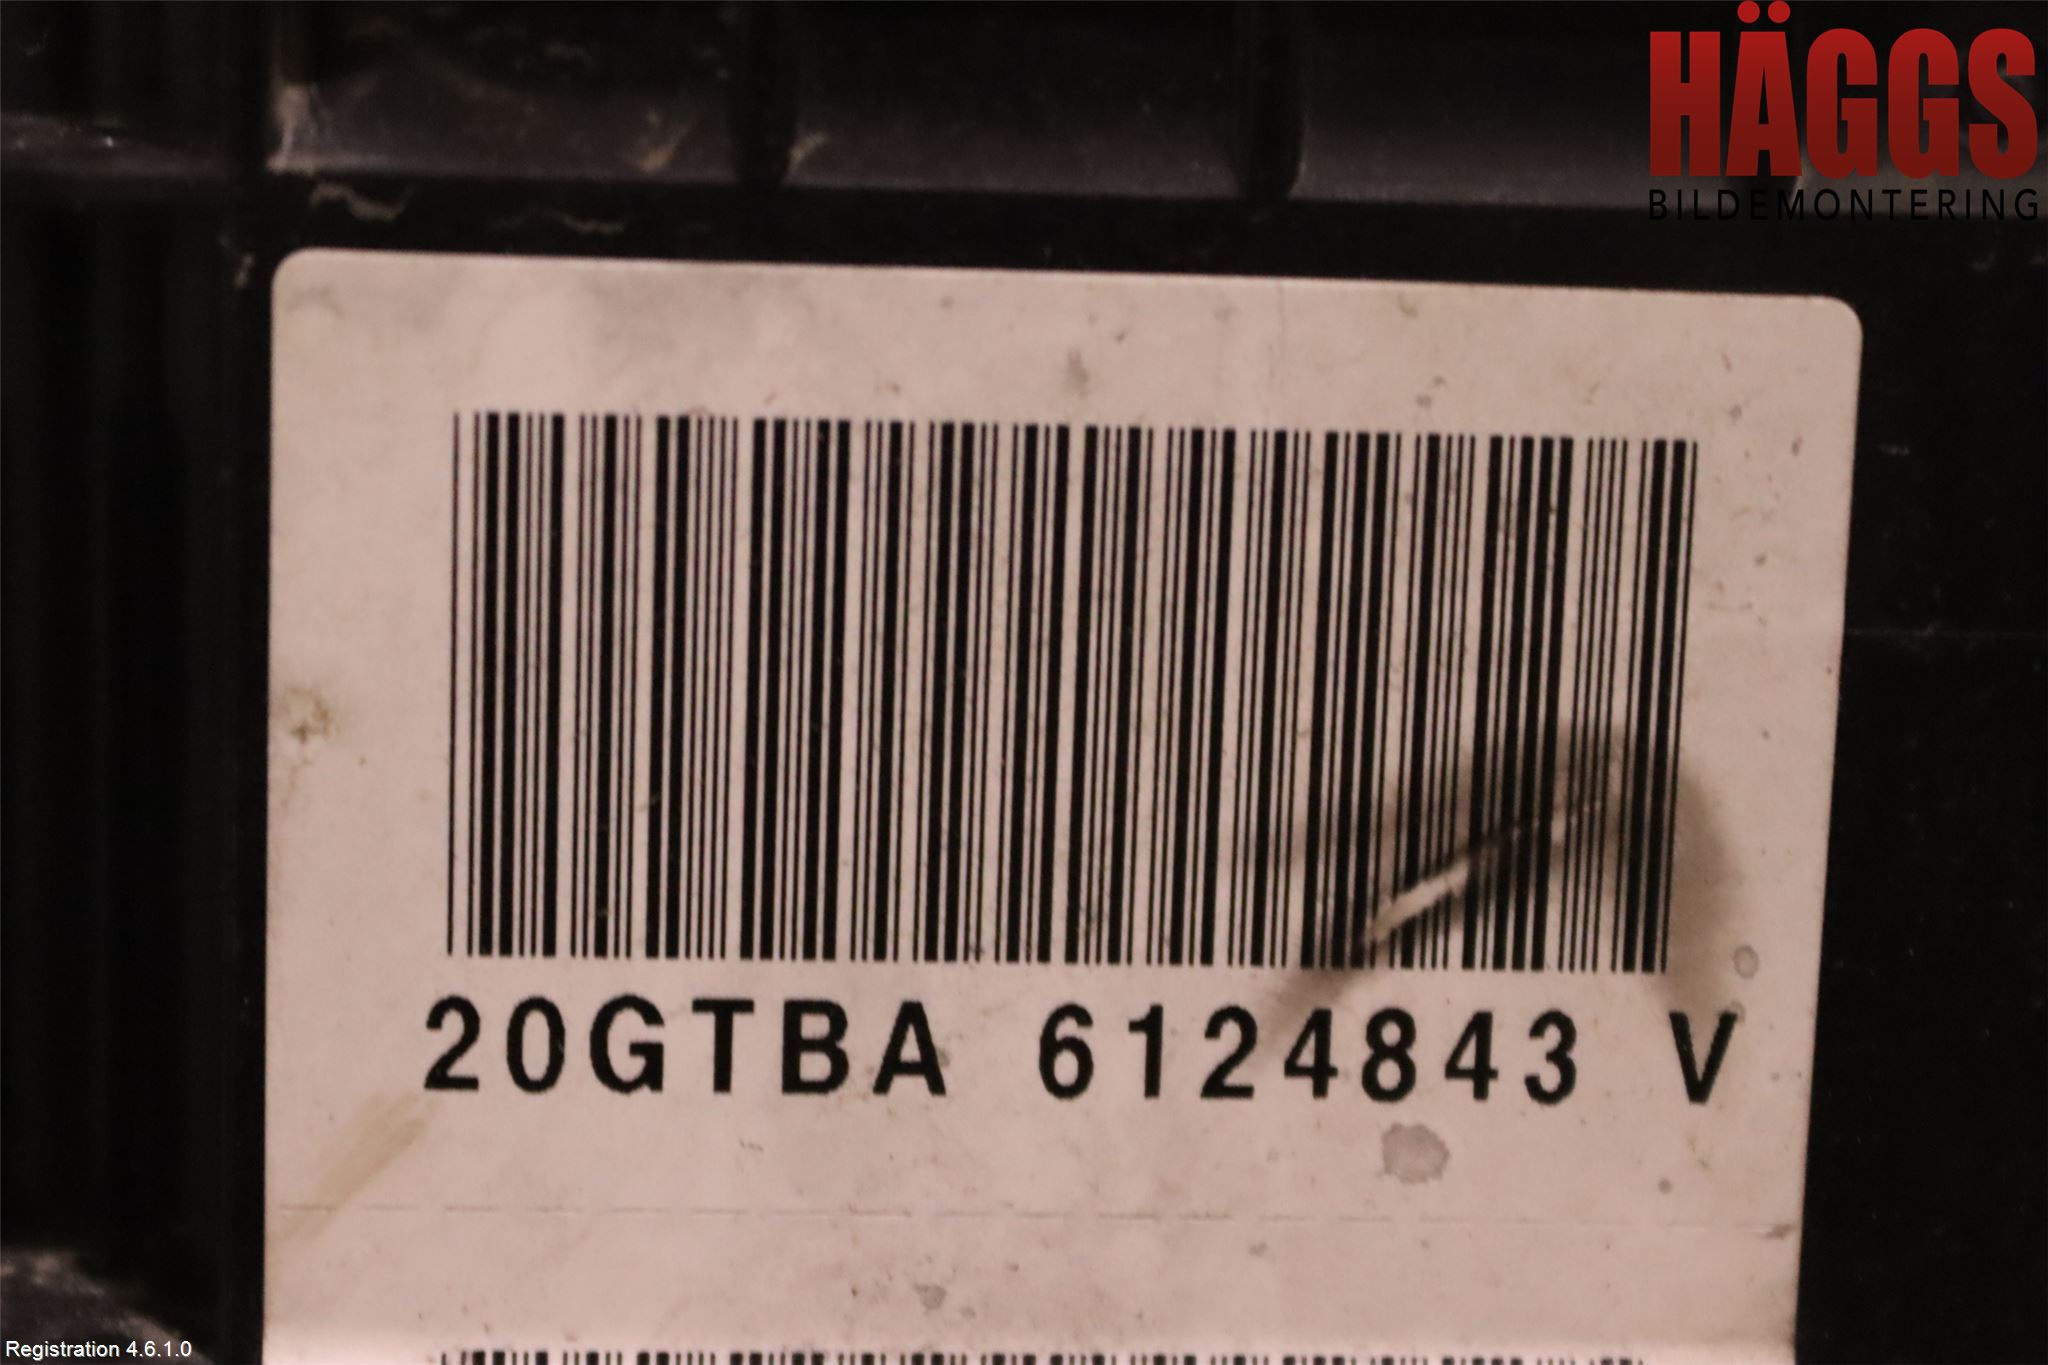 HÄGGS
BILDEMONTERING
20GTBA 6124843 V
Registration 4.6.1.0